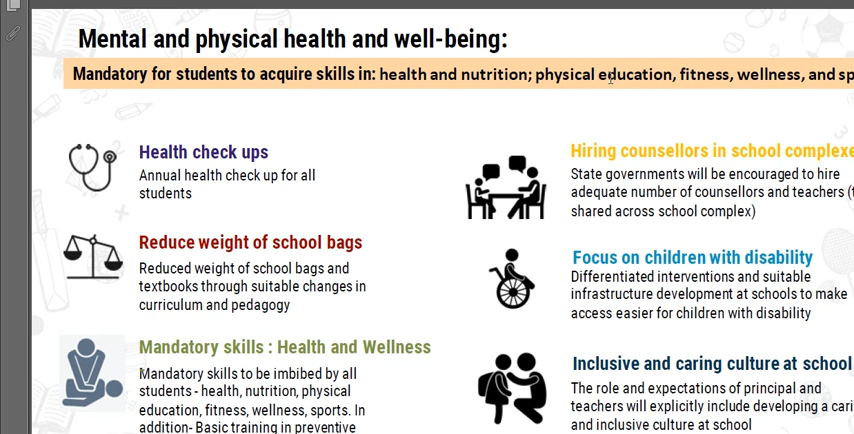 Mental and physical health and well-being:
Mandatory for students to acquire skills in: health and nutrition; physical education, fitness, wellness, and sp
Health check ups
Annual health check up for all
students
Reduce weight of school bags
Reduced weight of school bags and
textbooks through suitable changes in
curriculum and pedagogy
Mandatory skills : Health and Wellness
Mandatory skills to be imbibed by all
students - health, nutrition, physical
education, fitness, wellness, sports. In
addition- Basic training in preventive
Hiring counsellors in school complexe
State governments will be encouraged to hire
adequate number of counsellors and teachers (t
shared across school complex)
Focus on children with disability
Differentiated interventions and suitable
infrastructure development at schools to make
access easier for children with disability
Inclusive and caring culture at school
The role and expectations of principal and
teachers will explicitly include developing a cari
and inclusive culture at school